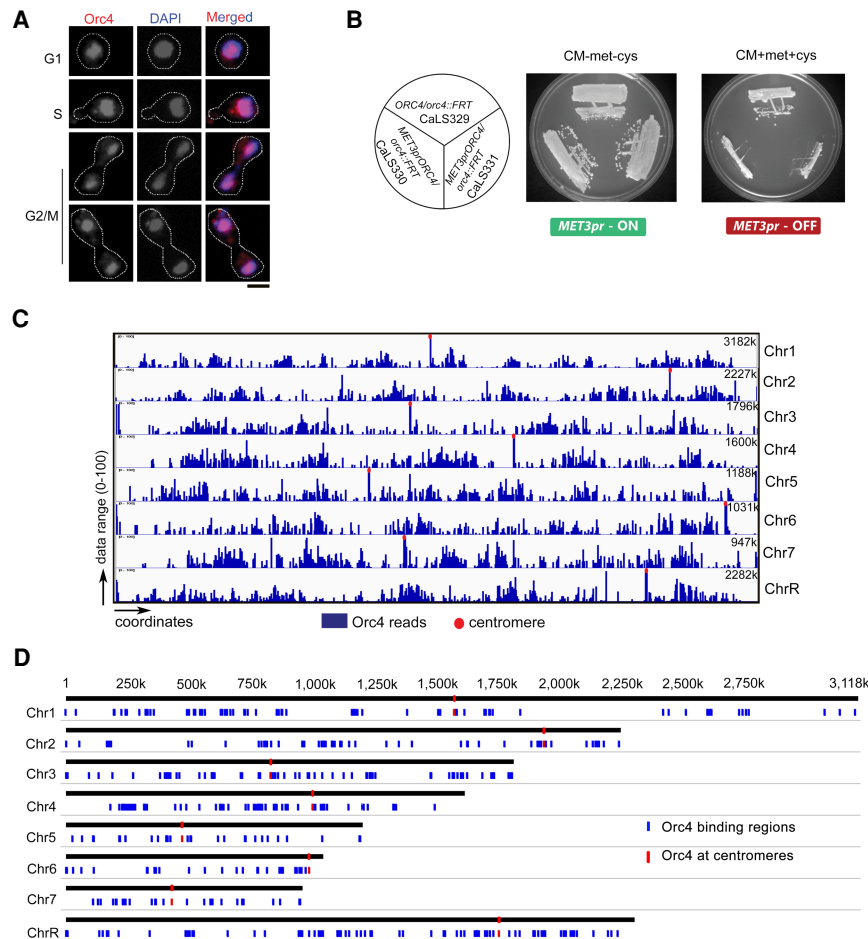 A
Orc4
DAPI
Merged
G1
S
G2/M
B
CM-met-cys
CM+met+cys
ORC4/orc4::FRT
CaLS329
MET3prORC4/
orc4::FRT
CaLS330
MET3prORC4/
orc4::FRT
CaLS331
MET3pr - ON
MET3pr - OFF
C
data range (0-100)
3182k
Chr1
2227k
Chr2
1796k
Chr3
1600k
Chr4
1188k
Chr5
1031k
Chr6
947k
Chr7
2282k
ChrR
coordinates
Orc4 reads
centromere
D
1 250k 500k 750k 1,000k 1,250k 1,500k 1,750k 2,000k 2,250k 2,500k 2,750k 3,118k
Chr1
Chr2
Chr3
Chr4
Chr5
Chr6
Chr7
ChrR
Orc4 binding regions
Orc4 at centromeres